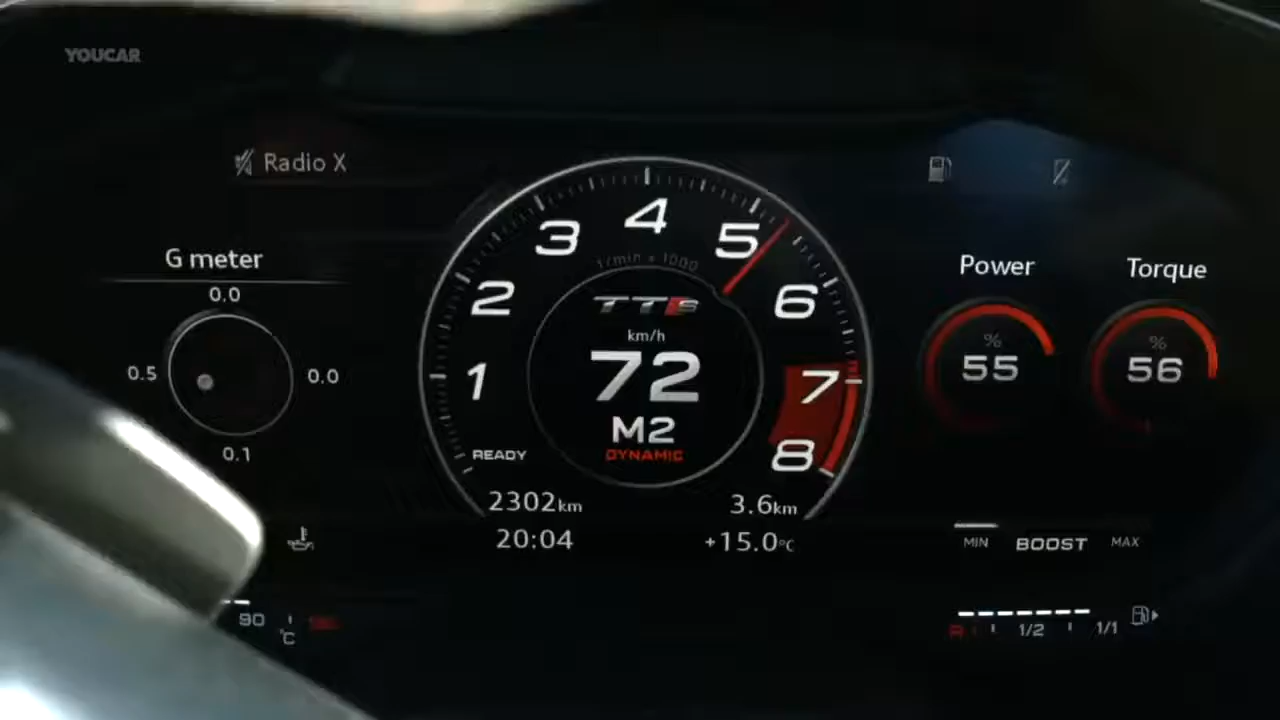 YOUCAR
Radio X
G meter
0.0
0.5
0.0
0.1
1
2
3
4
5
6
7
8
1/min x 1000
TTS
km/h
72
M2
DYNAMIC
READY
2302km
3.6km
20:04
+15.0°C
Power
%
55
Torque
%
56
MIN BOOST MAX
90
°C
R 1/2 1/1